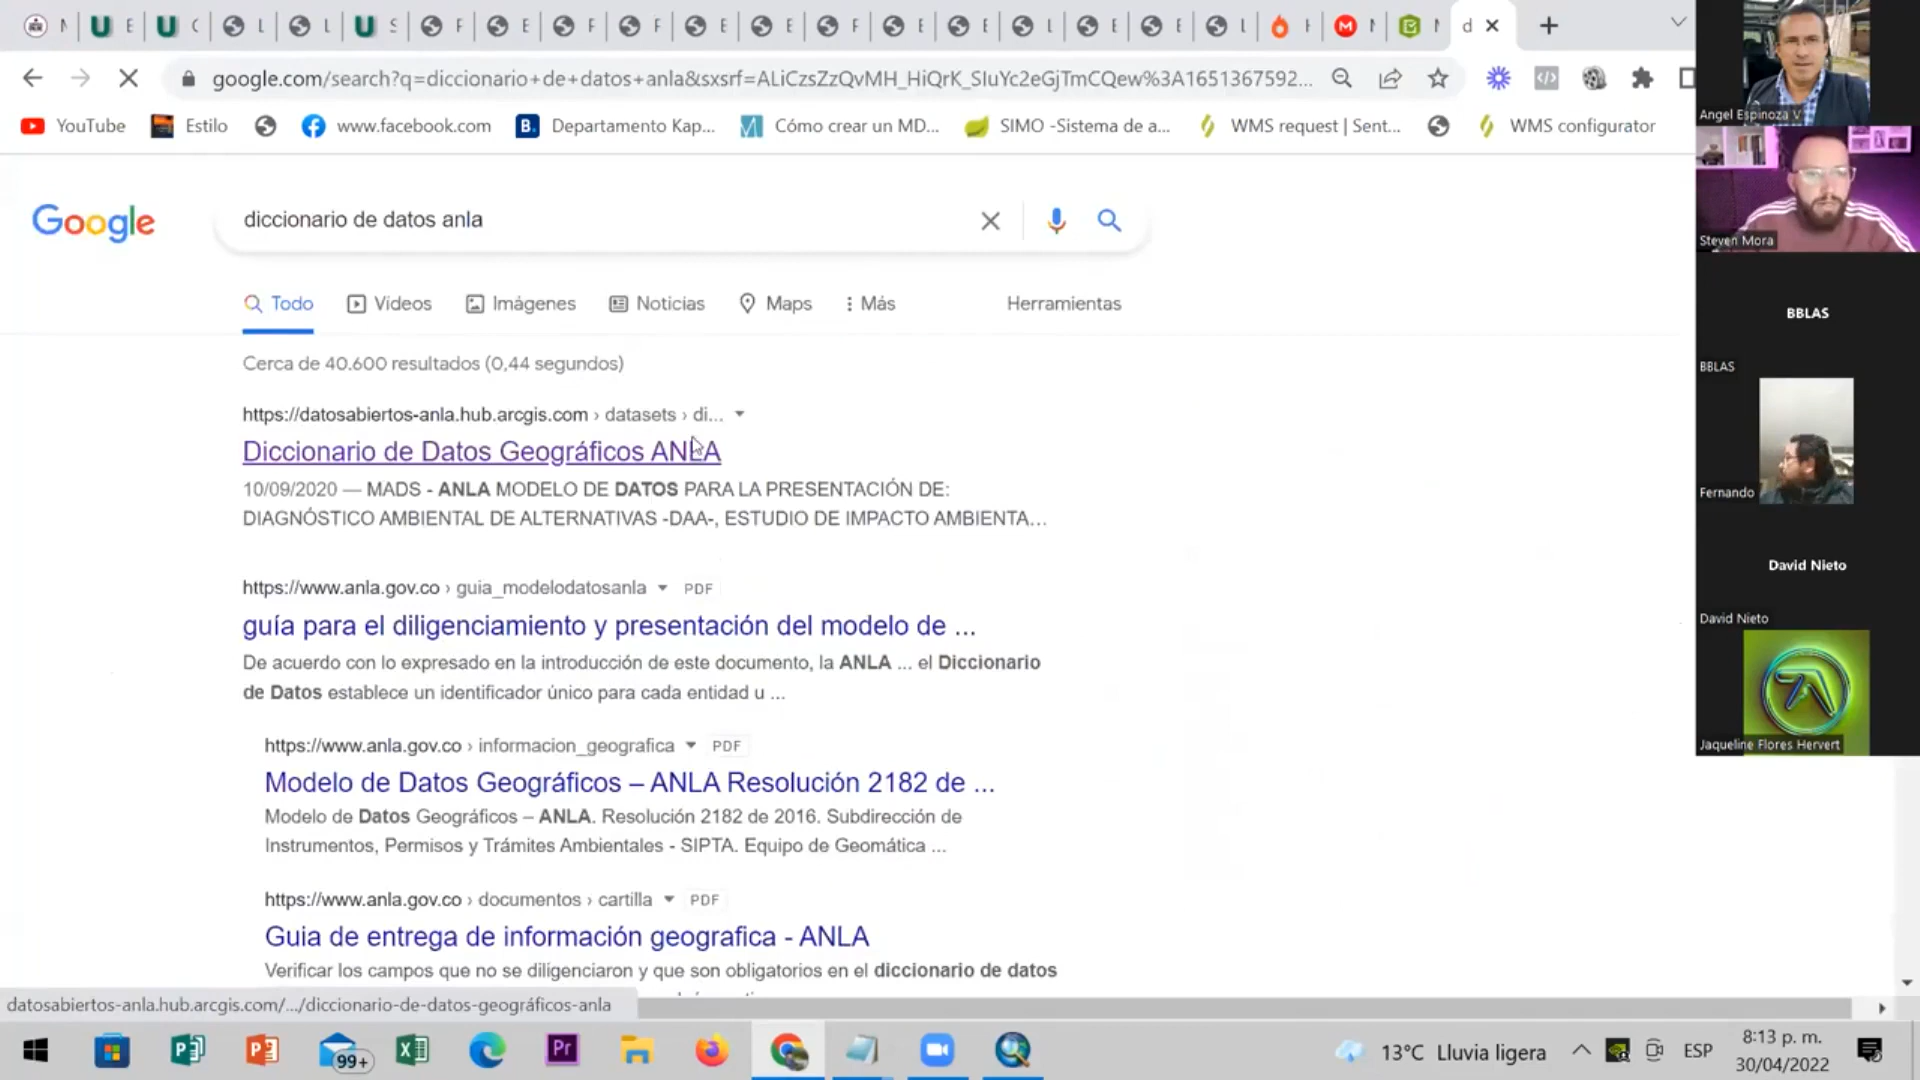 google.com/search?q=diccionario+de+datos+anla&sxsrf=ALiCzsZzQvMH_HiQrK_SIuYc2eGjTmCQew%3A1651367592...
YouTube Estilo www.facebook.com Departamento Kap... Cómo crear un MD... SIMO -Sistema de a... WMS request | Sent... WMS configurator
Google
diccionario de datos anla
Todo Videos Imágenes Noticias Maps Más Herramientas
Cerca de 40.600 resultados (0,44 segundos)
https://datosabiertos-anla.hub.arcgis.com › datasets › di...
Diccionario de Datos Geográficos ANLA
10/09/2020 — MADS - ANLA MODELO DE DATOS PARA LA PRESENTACIÓN DE:
DIAGNÓSTICO AMBIENTAL DE ALTERNATIVAS -DAA-, ESTUDIO DE IMPACTO AMBIENTA...
https://www.anla.gov.co › guia_modelodatosanla PDF
guía para el diligenciamiento y presentación del modelo de ...
De acuerdo con lo expresado en la introducción de este documento, la ANLA ... el Diccionario
de Datos establece un identificador único para cada entidad u ...
https://www.anla.gov.co › informacion_geografica PDF
Modelo de Datos Geográficos – ANLA Resolución 2182 de ...
Modelo de Datos Geográficos – ANLA. Resolución 2182 de 2016. Subdirección de
Instrumentos, Permisos y Trámites Ambientales - SIPTA. Equipo de Geomática ...
https://www.anla.gov.co › documentos › cartilla PDF
Guia de entrega de información geografica - ANLA
Verificar los campos que no se diligenciaron y que son obligatorios en el diccionario de datos
datosabiertos-anla.hub.arcgis.com/.../diccionario-de-datos-geográficos-anla
Angel Espinoza V
Steven Mora
BBLAS
BBLAS
Fernando
David Nieto
David Nieto
Jaqueline Flores Hervert
99+
Pr
13°C Lluvia ligera
ESP
8:13 p. m.
30/04/2022